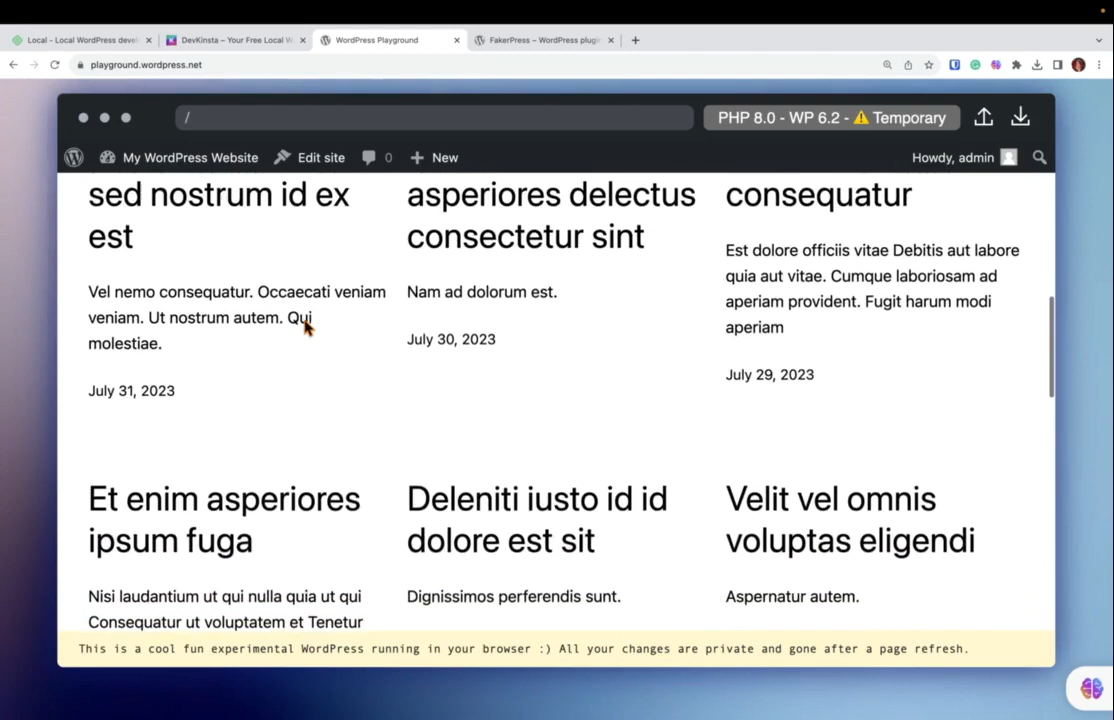 Local - Local WordPress devel
DevKinsta – Your Free Local W
WordPress Playground
FakerPress – WordPress plugin
playground.wordpress.net
/
PHP 8.0 - WP 6.2 - ⚠️ Temporary
My WordPress Website
Edit site
0
New
Howdy, admin
sed nostrum id ex
est
Vel nemo consequatur. Occaecati veniam
veniam. Ut nostrum autem. Qui
molestiae.
July 31, 2023
asperiores delectus
consectetur sint
Nam ad dolorum est.
July 30, 2023
consequatur
Est dolore officiis vitae Debitis aut labore
quia aut vitae. Cumque laboriosam ad
aperiam provident. Fugit harum modi
aperiam
July 29, 2023
Et enim asperiores
ipsum fuga
Nisi laudantium ut qui nulla quia ut qui
Consequatur ut voluptatem et Tenetur
Deleniti iusto id id
dolore est sit
Dignissimos perferendis sunt.
Velit vel omnis
voluptas eligendi
Aspernatur autem.
This is a cool fun experimental WordPress running in your browser :) All your changes are private and gone after a page refresh.